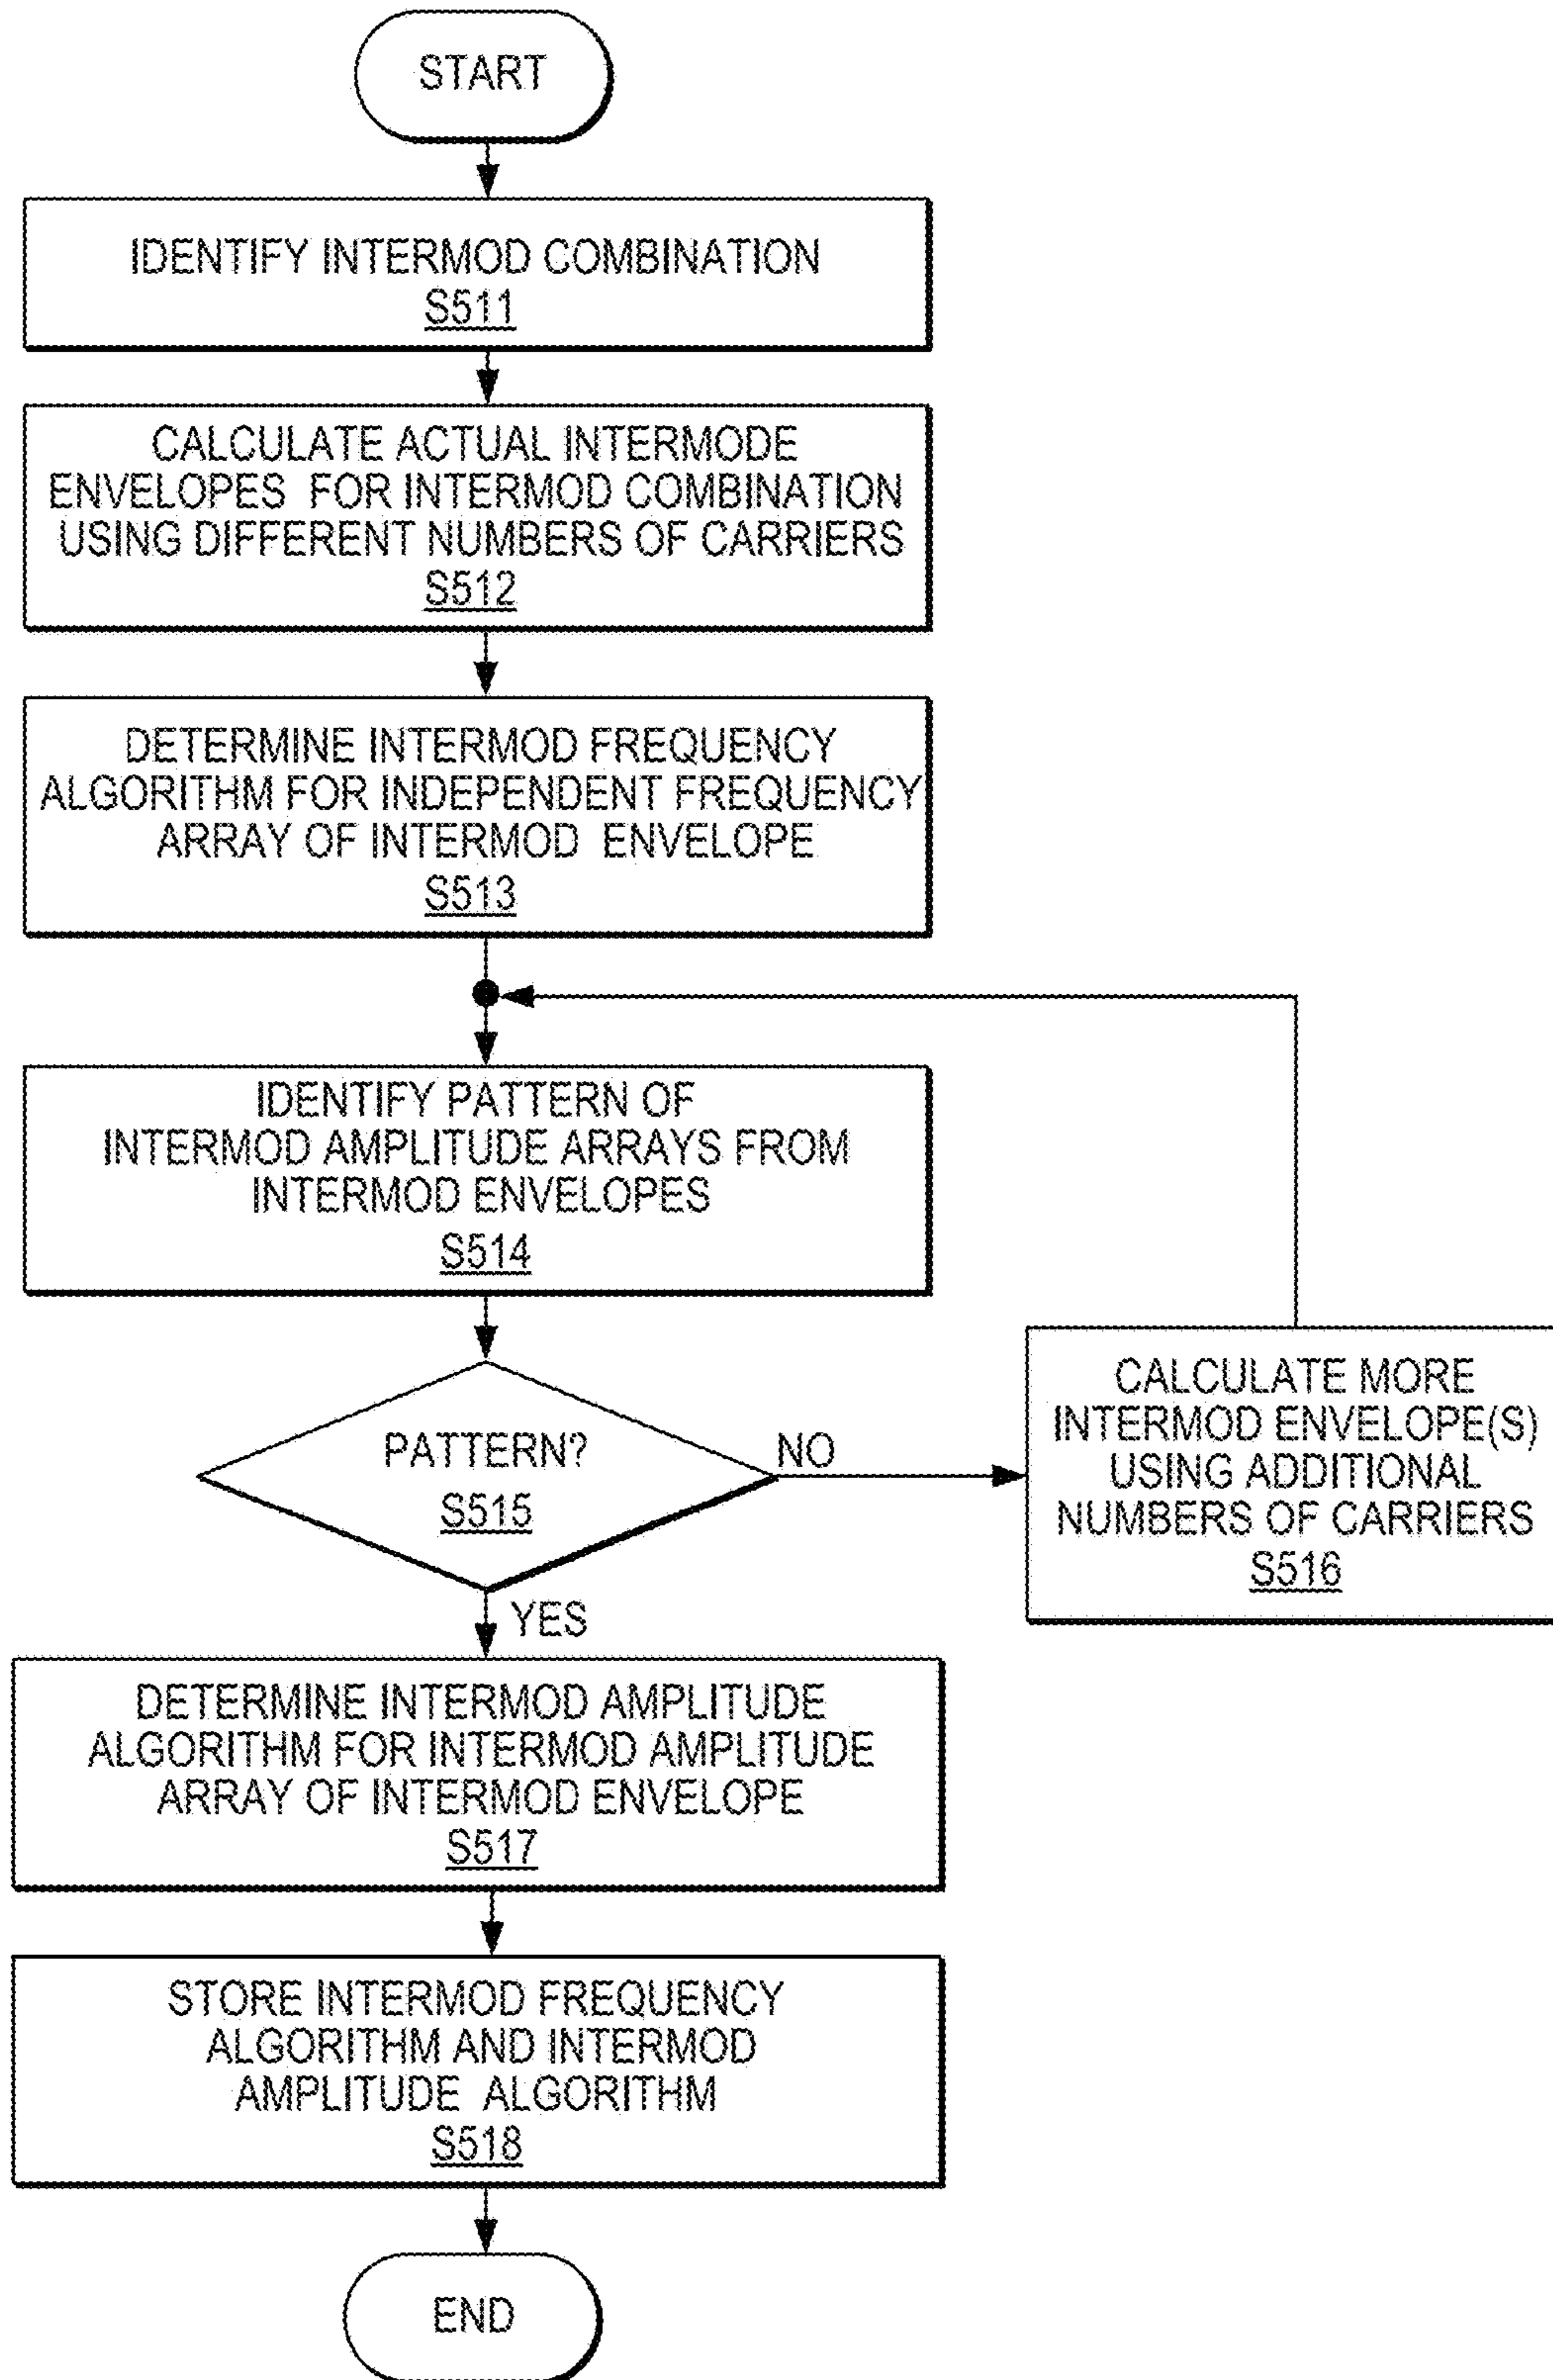 START
IDENTIFY INTERMOD COMBINATION
S511
CALCULATE ACTUAL INTERMODE
ENVELOPES FOR INTERMOD COMBINATION
USING DIFFERENT NUMBERS OF CARRIERS
S512
DETERMINE INTERMOD FREQUENCY
ALGORITHM FOR INDEPENDENT FREQUENCY
ARRAY OF INTERMOD ENVELOPE
S513
IDENTIFY PATTERN OF
INTERMOD AMPLITUDE ARRAYS FROM
INTERMOD ENVELOPES
S514
PATTERN?
S515
NO
CALCULATE MORE
INTERMOD ENVELOPE(S)
USING ADDITIONAL
NUMBERS OF CARRIERS
S516
YES
DETERMINE INTERMOD AMPLITUDE
ALGORITHM FOR INTERMOD AMPLITUDE
ARRAY OF INTERMOD ENVELOPE
S517
STORE INTERMOD FREQUENCY
ALGORITHM AND INTERMOD
AMPLITUDE ALGORITHM
S518
END